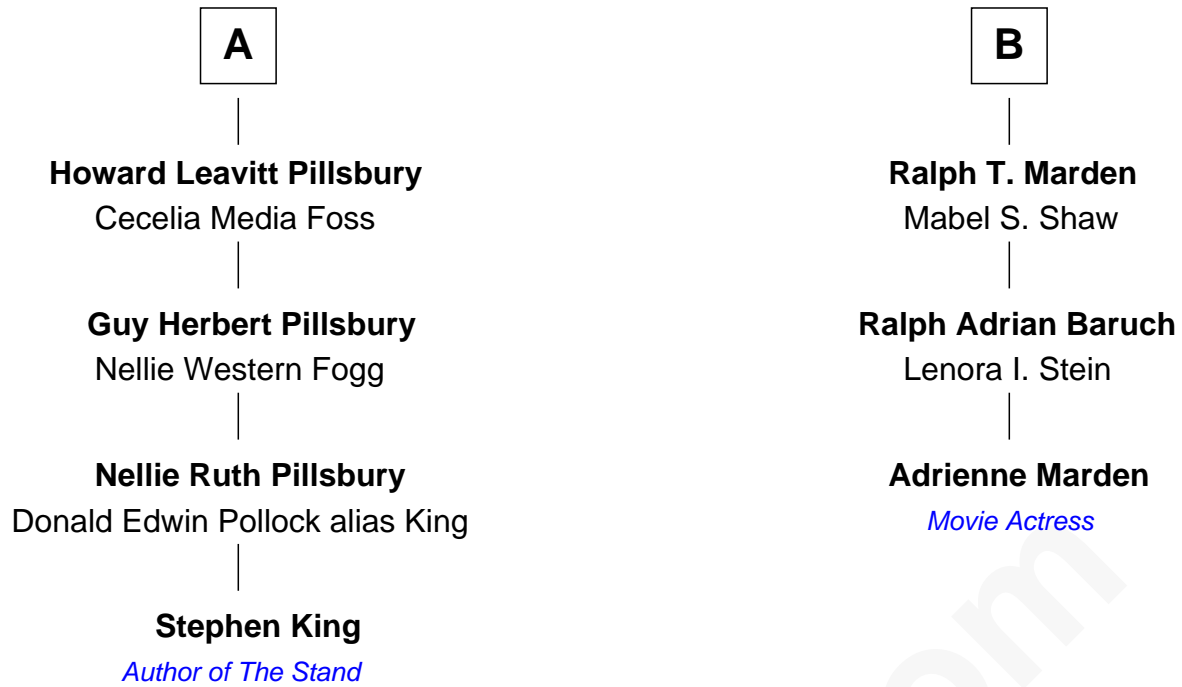 A
Howard Leavitt Pillsbury
Cecelia Media Foss
Guy Herbert Pillsbury
Nellie Western Fogg
Nellie Ruth Pillsbury
Donald Edwin Pollock alias King
Stephen King
Author of The Stand
B
Ralph T. Marden
Mabel S. Shaw
Ralph Adrian Baruch
Lenora I. Stein
Adrienne Marden
Movie Actress
om